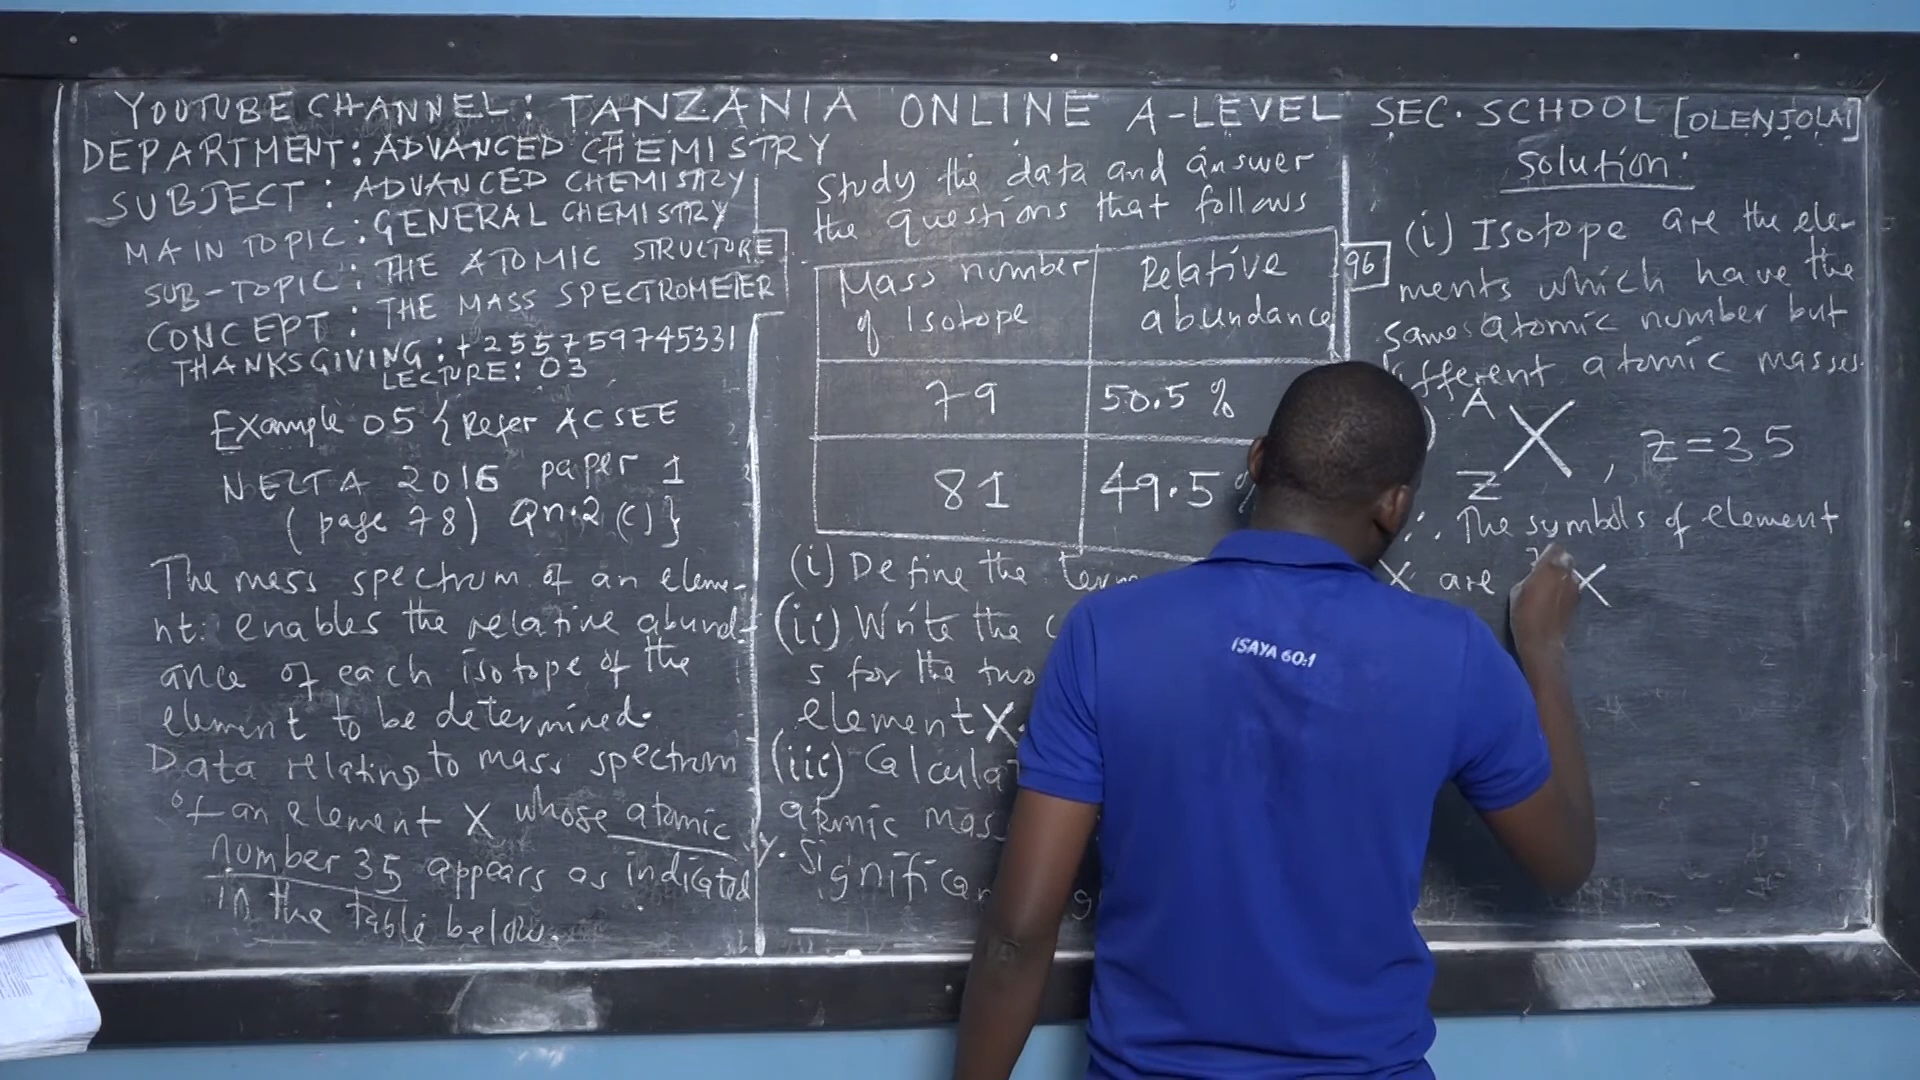 YOUTUBE CHANNEL: TANZANIA ONLINE A-LEVEL SEC. SCHOOL [OLENJOLAI]
DEPARTMENT: ADVANCED CHEMISTRY
SUBJECT: ADVANCED CHEMISTRY
MAIN TOPIC: GENERAL CHEMISTRY
SUB-TOPIC: THE ATOMIC STRUCTURE
CONCEPT: THE MASS SPECTROMETER
THANKSGIVING: +255759745331
LECTURE: 03
Example 05 {Refer ACSEE
NECTA 2016 paper 1
(page 78) Qn.2 (c)}
The mass spectrum of an eleme-
nt: enables the relative abund-
ance of each isotope of the
element to be determined.
Data relating to mass spectrum
of an element X whose atomic
number 35 appears as indicated
in the table below.
Study the data and answer
the questions that follows
Mass number of Isotope
Relative abundance
79 50.5 %
81 49.5
(i) Define the
(ii) Write the
s for the two
element X.
(iii)
atomic
96
Solution:
(i) Isotope are the ele-
ments which have the
same atomic number but
atomic masses.
A X
Z , Z=35
∴ The symbols of element
X are X
ISAYA 60:1